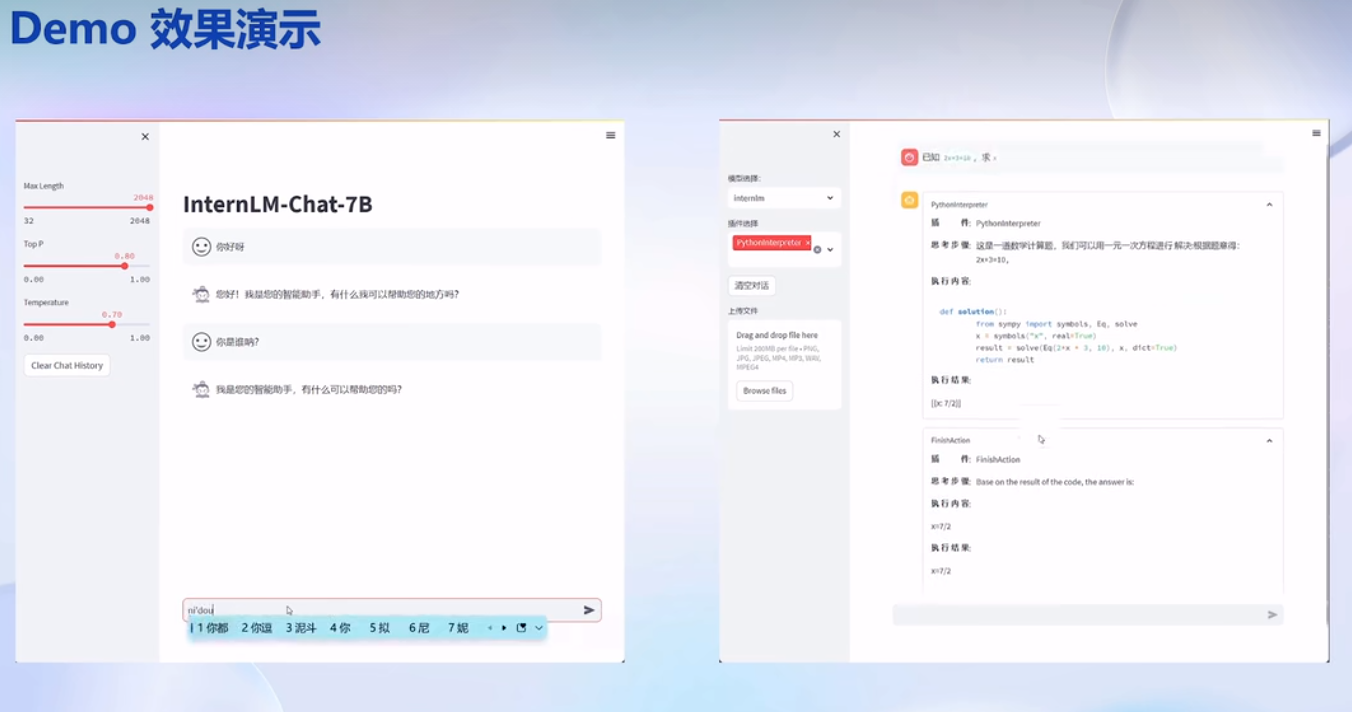 Demo 效果演示
Max Length
2048
32 2048
Top P
0.80
0.00 1.00
Temperature
0.70
0.00 1.00
Clear Chat History
InternLM-Chat-7B
你好呀
您好！我是您的智能助手，有什么我可以帮助您的地方吗?
你是谁呐?
我是您的智能助手，有什么可以帮助您的吗?
ni'dou
1 你都 2 你逗 3 泥斗 4 你 5 拟 6 尼 7 妮
模型选择:
internlm
插件选择
PythonInterpreter ×
清空对话
上传文件
Drag and drop file here
Limit 200MB per file • PNG,
JPG, JPEG, MP4, MP3, WAV,
MPEG4
Browse files
已知 2x+3=10 ，求
PythonInterpreter
插 件: PythonInterpreter
思考步骤: 这是一道数学计算题，我们可以用一元一次方程进行解决:根据题意得:
2x+3=10,
执行内容:
def solution():
from sympy import symbols, Eq, solve
x = symbols("x", real=True)
result = solve(Eq(2*x + 3, 10), x, dict=True)
return result
执行结果:
[{x: 7/2}]
FinishAction
插 件: FinishAction
思考步骤: Base on the result of the code, the answer is:
执行内容:
x=7/2
执行结果:
x=7/2